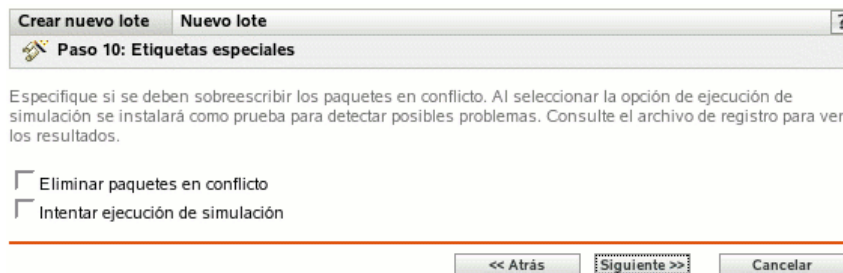 Crear nuevo lote Nuevo lote ?
Paso 10: Etiquetas especiales
Especifique si se deben sobreescribir los paquetes en conflicto. Al seleccionar la opción de ejecución de
simulación se instalará como prueba para detectar posibles problemas. Consulte el archivo de registro para ver
los resultados.
Eliminar paquetes en conflicto
Intentar ejecución de simulación
<< Atrás Siguiente >> Cancelar